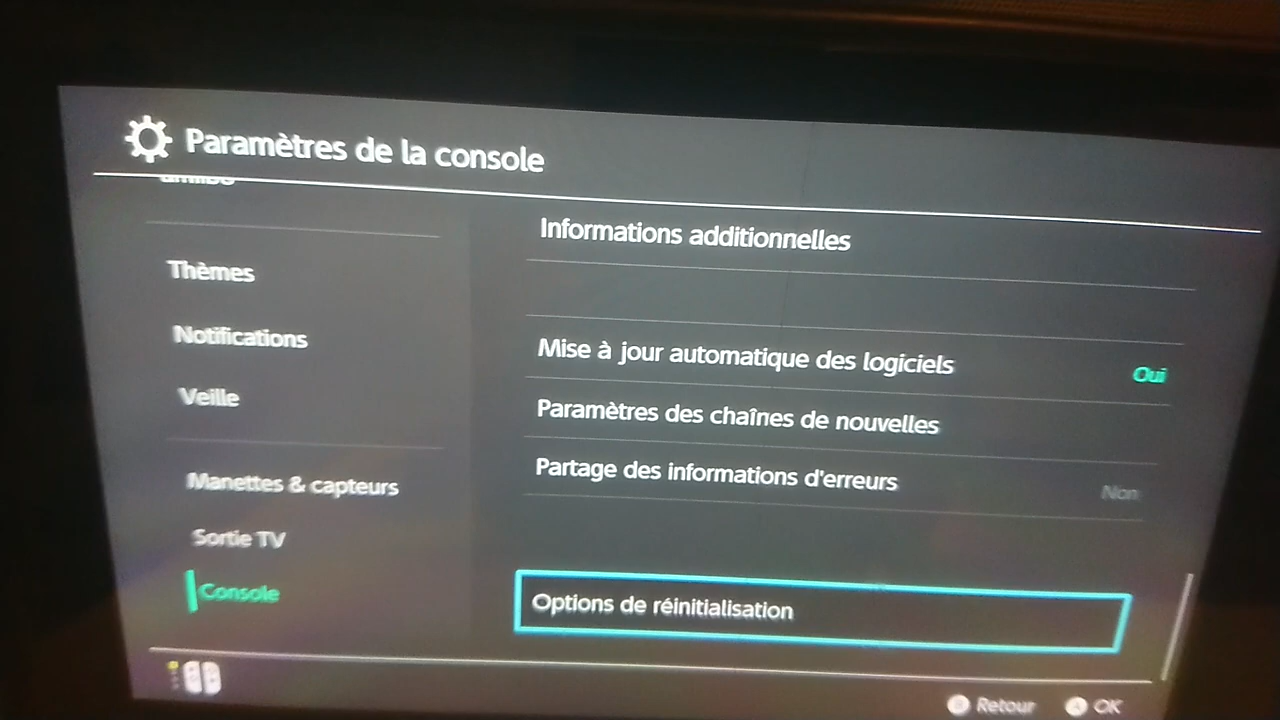 Paramètres de la console
amiibo
Informations additionnelles
Thèmes
Notifications
Mise à jour automatique des logiciels Oui
Veille
Paramètres des chaînes de nouvelles
Manettes & capteurs
Partage des informations d'erreurs Non
Sortie TV
Console
Options de réinitialisation
Retour
A OK